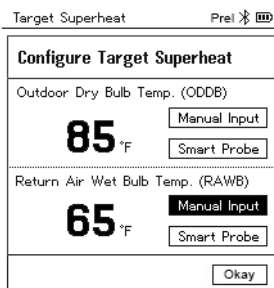 Target Superheat Prel
Configure Target Superheat
Outdoor Dry Bulb Temp. (ODDB)
85 °F
Manual Input
Smart Probe
Return Air Wet Bulb Temp. (RAWB)
65 °F
Manual Input
Smart Probe
Okay